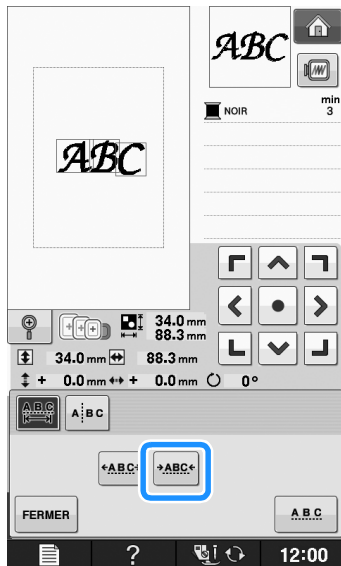 ABC
min
NOIR 3
ABC
34.0 mm
88.3 mm
34.0 mm 88.3 mm
+ 0.0 mm + 0.0 mm 0°
ABC A BC
ABC ABC
FERMER ABC
? 12:00